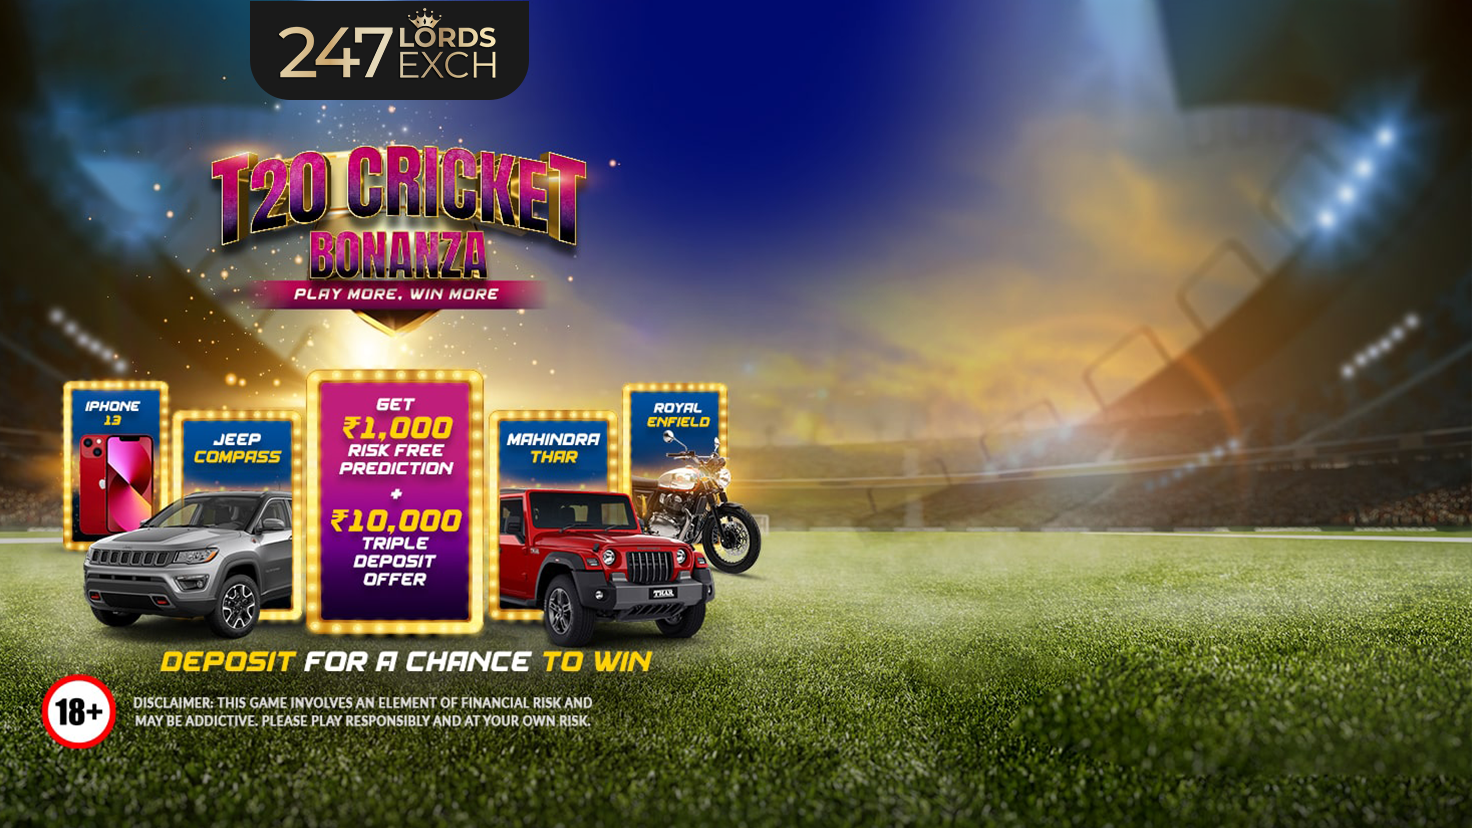 247 LORDS EXCH
T20 CRICKET
BONANZA
PLAY MORE, WIN MORE
IPHONE
13
JEEP
COMPASS
GET
₹1,000
RISK FREE
PREDICTION
+
₹10,000
TRIPLE
DEPOSIT
OFFER
MAHINDRA
THAR
ROYAL
ENFIELD
THAR
DEPOSIT FOR A CHANCE TO WIN
18+
DISCLAIMER: THIS GAME INVOLVES AN ELEMENT OF FINANCIAL RISK AND
MAY BE ADDICTIVE. PLEASE PLAY RESPONSIBLY AND AT YOUR OWN RISK.